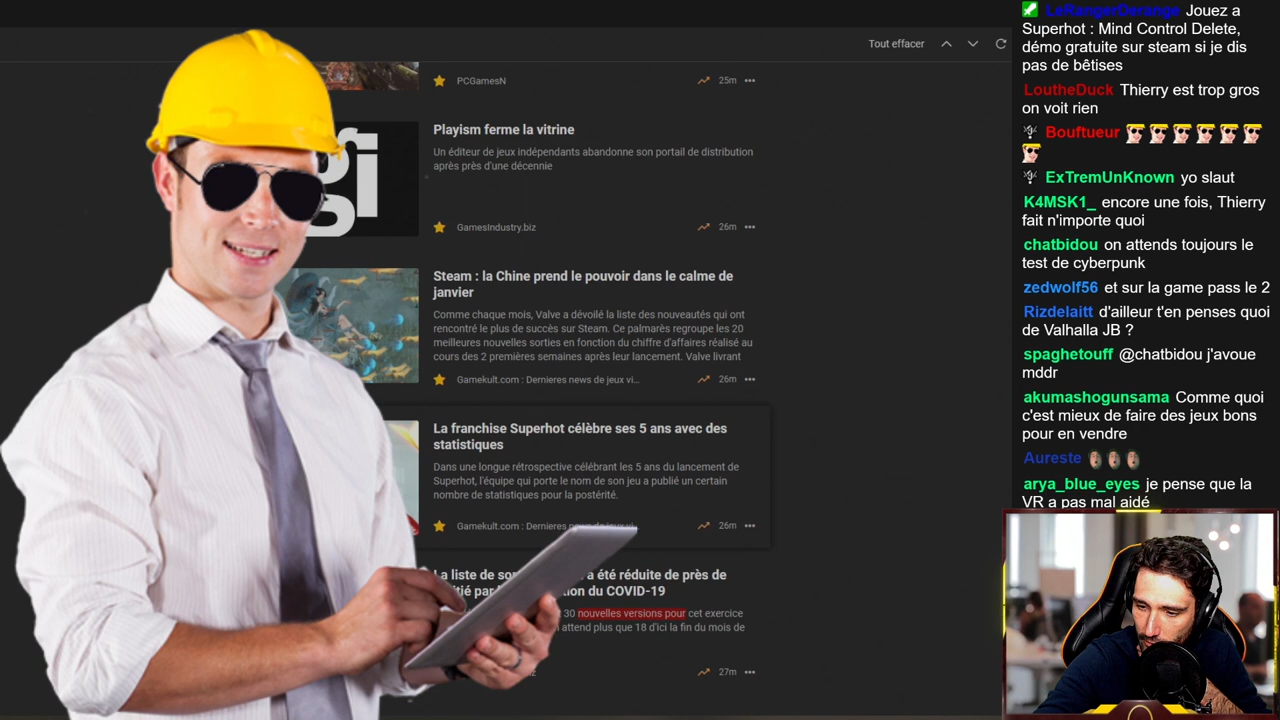 Tout effacer
PCGamesN
25m
Playism ferme la vitrine
Un éditeur de jeux indépendants abandonne son portail de distribution
après près d'une décennie
gi
GamesIndustry.biz
26m
Steam : la Chine prend le pouvoir dans le calme de
janvier
Comme chaque mois, Valve a dévoilé la liste des nouveautés qui ont
rencontré le plus de succès sur Steam. Ce palmarès regroupe les 20
meilleures nouvelles sorties en fonction du chiffre d'affaires réalisé au
cours des 2 premières semaines après leur lancement. Valve livrant
Gamekult.com : Dernieres news de jeux vi...
26m
La franchise Superhot célèbre ses 5 ans avec des
statistiques
Dans une longue rétrospective célébrant les 5 ans du lancement de
Superhot, l'équipe qui porte le nom de son jeu a publié un certain
nombre de statistiques pour la postérité.
Gamekult.com : Dernieres
26m
La liste de a été réduite de près de
par du COVID-19
30 nouvelles versions pour cet exercice
attend plus que 18 d'ici la fin du mois de
27m
LeRangerDerange Jouez a
Superhot : Mind Control Delete,
démo gratuite sur steam si je dis
pas de bêtises
LoutheDuck Thierry est trop gros
on voit rien
Bouftueur
ExTremUnKnown yo slaut
K4MSK1_ encore une fois, Thierry
fait n'importe quoi
chatbidou on attends toujours le
test de cyberpunk
zedwolf56 et sur la game pass le 2
Rizdelaitt d'ailleur t'en penses quoi
de Valhalla JB ?
spaghetouff @chatbidou j'avoue
mddr
akumashogunsama Comme quoi
c'est mieux de faire des jeux bons
pour en vendre
Aureste
arya_blue_eyes je pense que la
VR a pas mal aidé